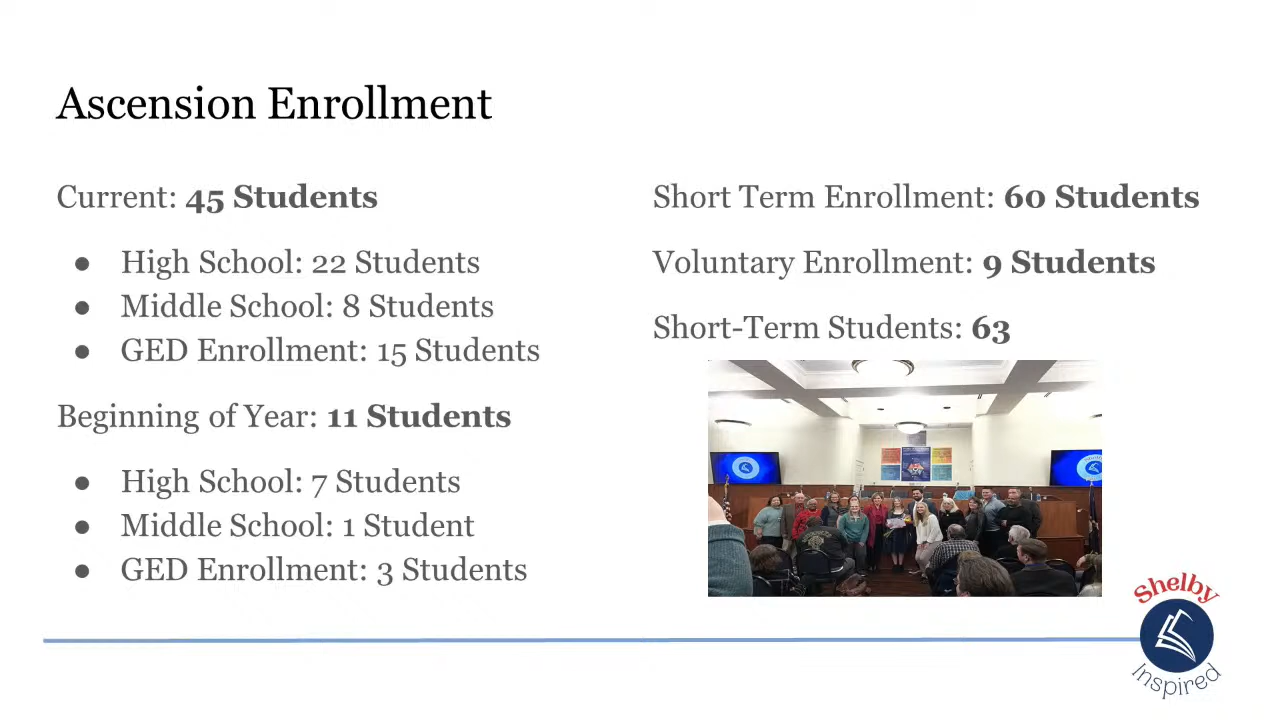 Ascension Enrollment
Current: 45 Students
● High School: 22 Students
● Middle School: 8 Students
● GED Enrollment: 15 Students
Beginning of Year: 11 Students
● High School: 7 Students
● Middle School: 1 Student
● GED Enrollment: 3 Students
Short Term Enrollment: 60 Students
Voluntary Enrollment: 9 Students
Short-Term Students: 63
Shelby
Inspired